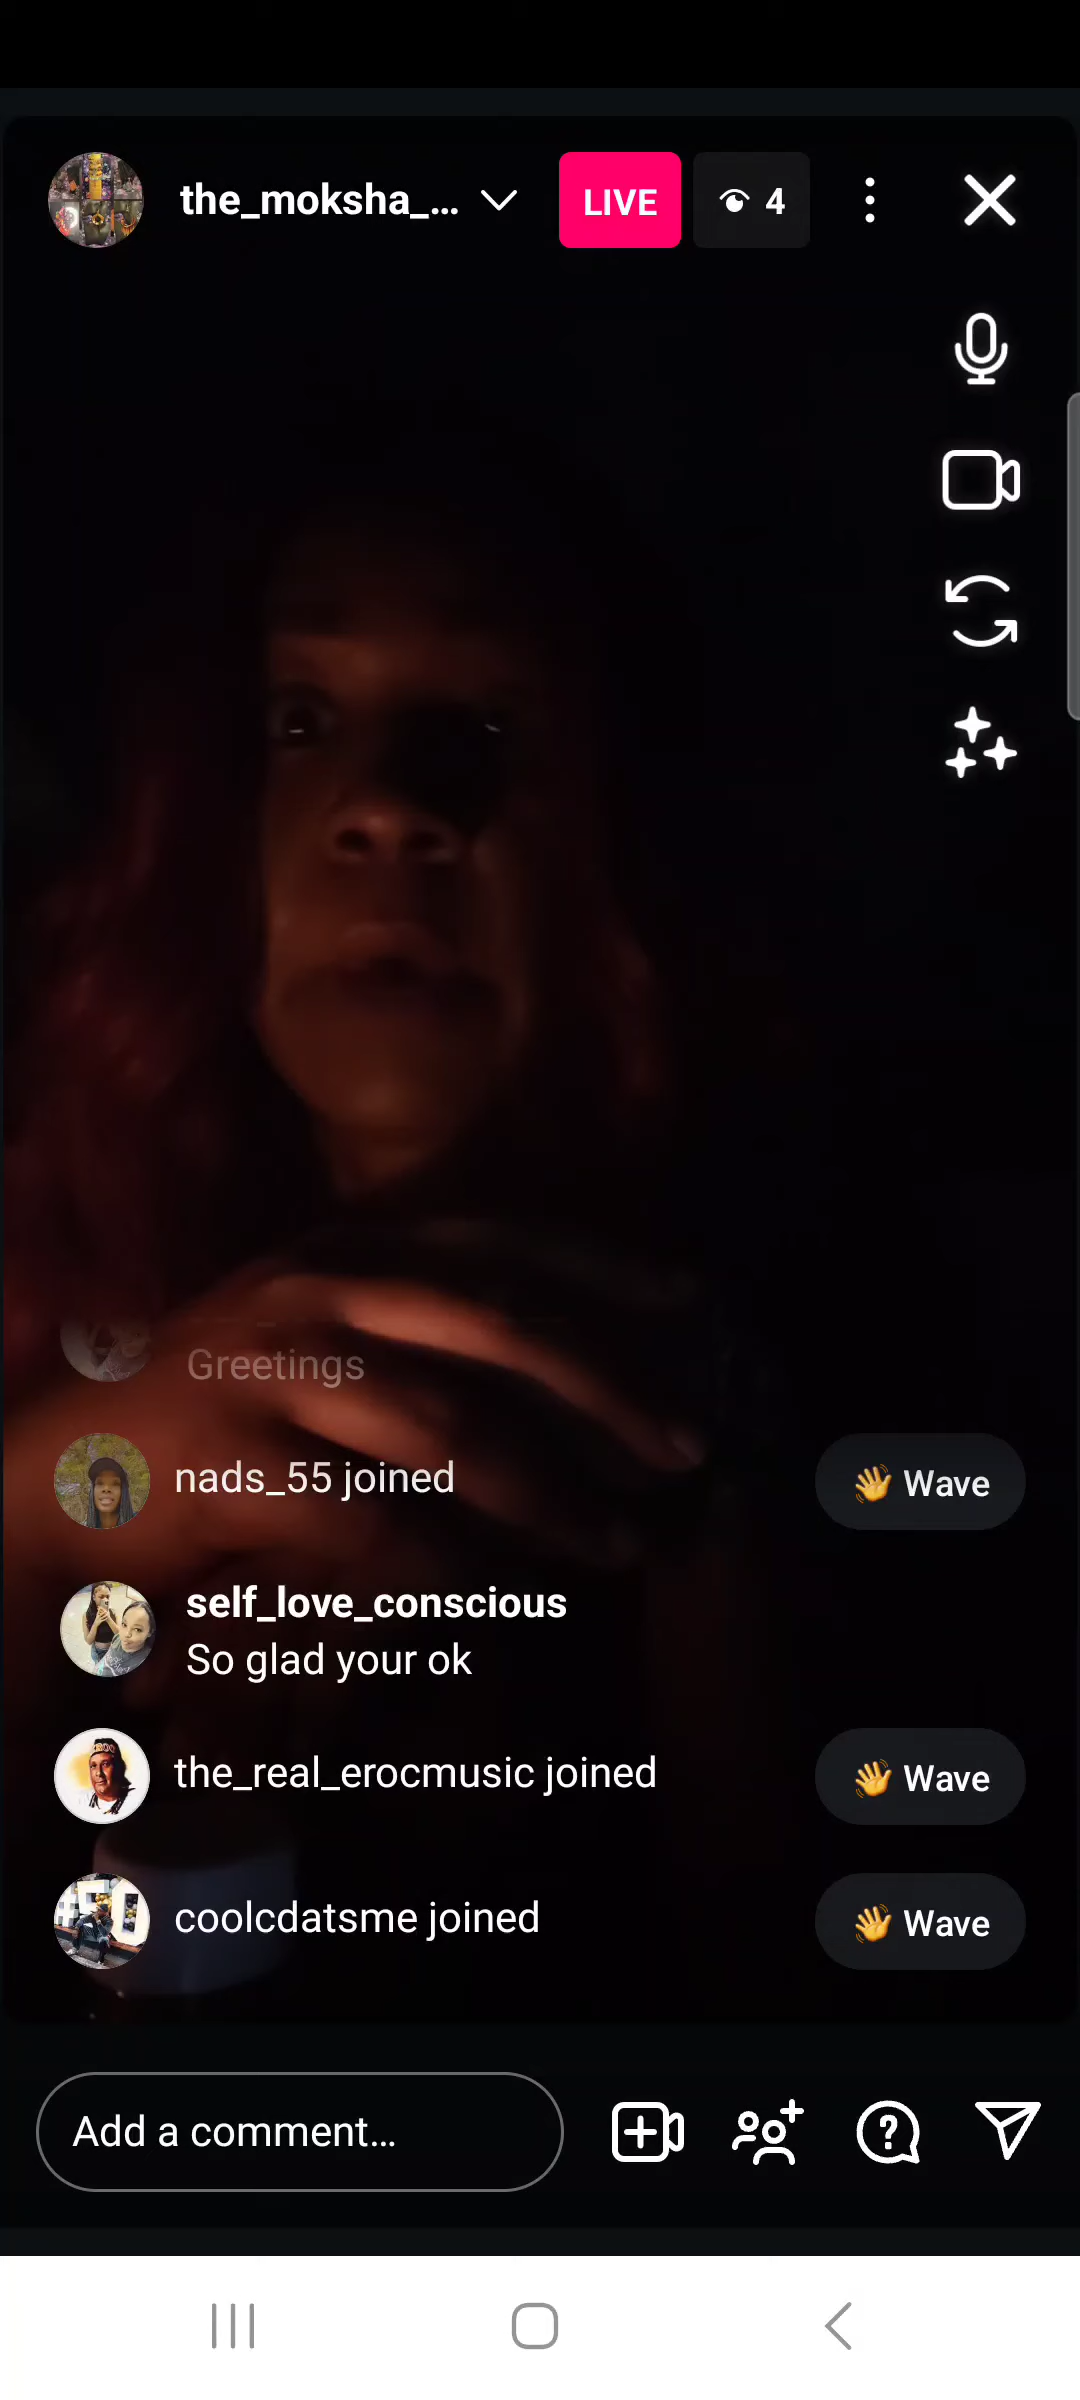 the_moksha_...
LIVE
4
Greetings
nads_55 joined
Wave
self_love_conscious
So glad your ok
the_real_erocmusic joined
Wave
coolcdatsme joined
Wave
Add a comment...